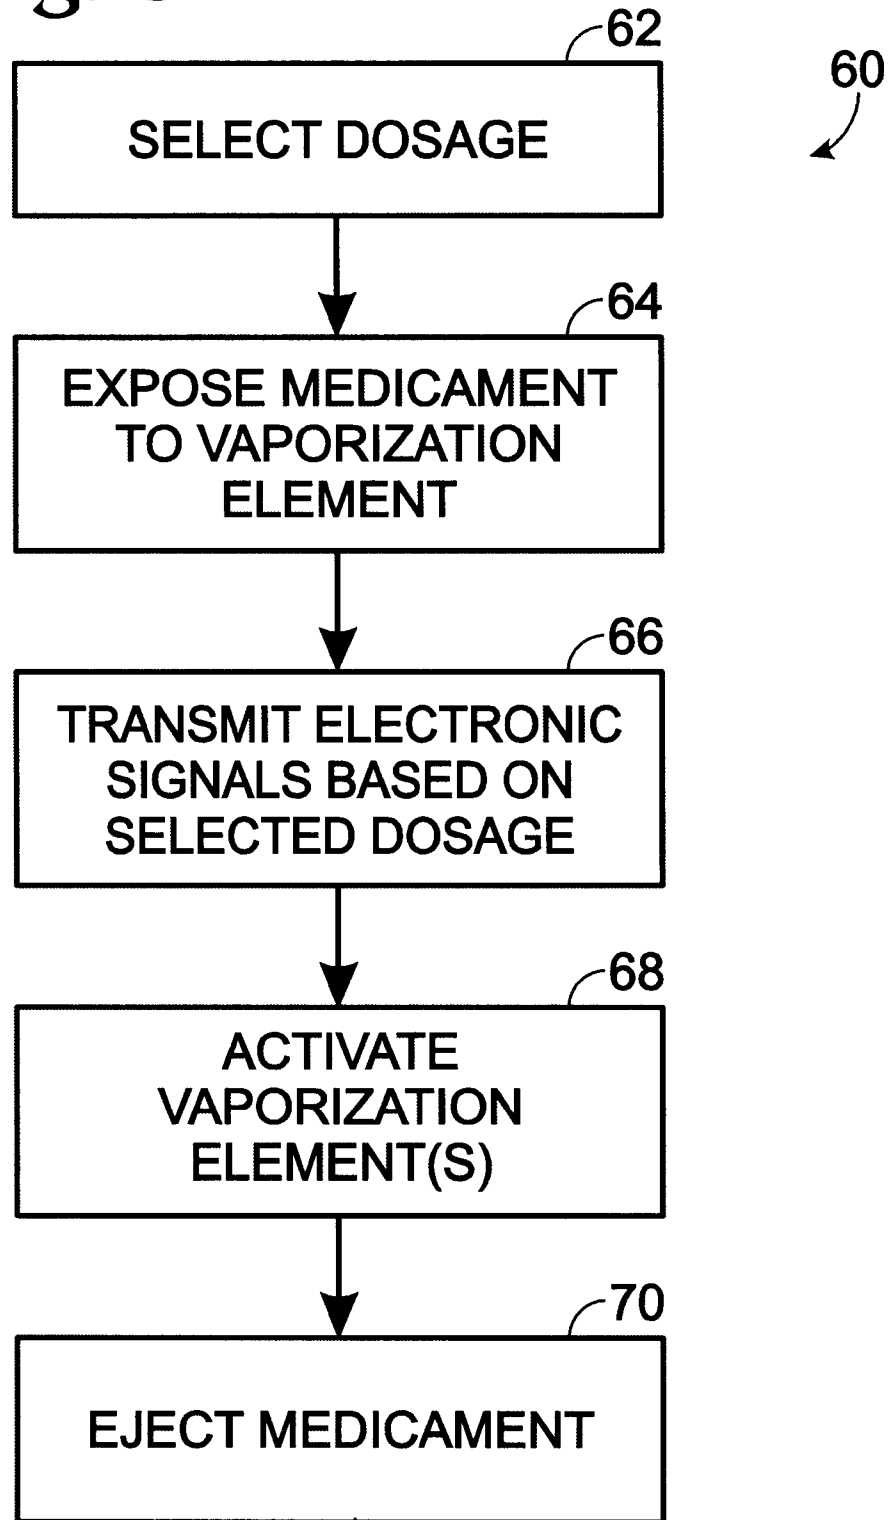 62
60
SELECT DOSAGE
64
EXPOSE MEDICAMENT
TO VAPORIZATION
ELEMENT
66
TRANSMIT ELECTRONIC
SIGNALS BASED ON
SELECTED DOSAGE
68
ACTIVATE
VAPORIZATION
ELEMENT(S)
70
EJECT MEDICAMENT